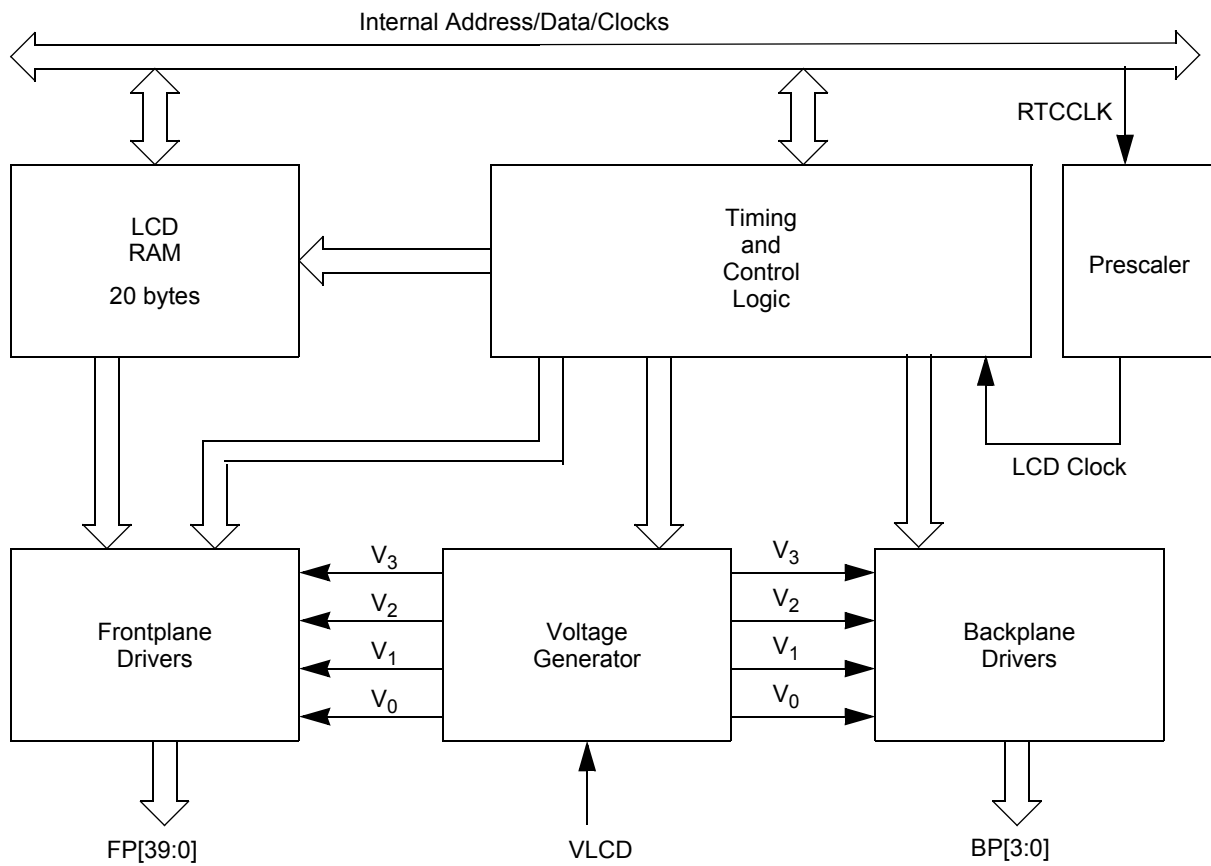 Internal Address/Data/Clocks
RTCCLK
LCD
RAM
20 bytes
Timing
and
Control
Logic
Prescaler
LCD Clock
Frontplane
Drivers
V3
V2
V1
V0
Voltage
Generator
V3
V2
V1
V0
Backplane
Drivers
FP[39:0]
VLCD
BP[3:0]